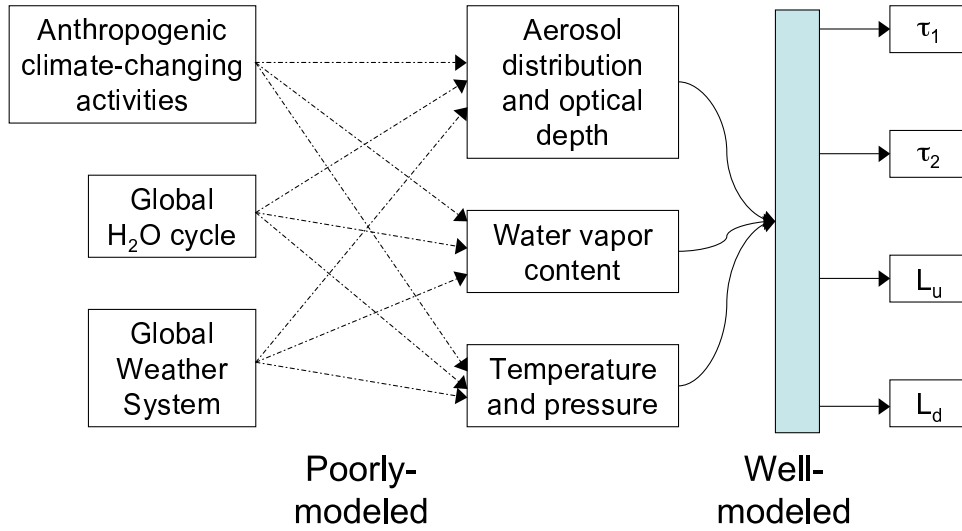 Anthropogenic
climate-changing
activities
Global
H₂O cycle
Global
Weather
System
Aerosol
distribution
and optical
depth
Water vapor
content
Temperature
and pressure
τ₁
τ₂
Lᵤ
L_d
Poorly-
modeled
Well-
modeled